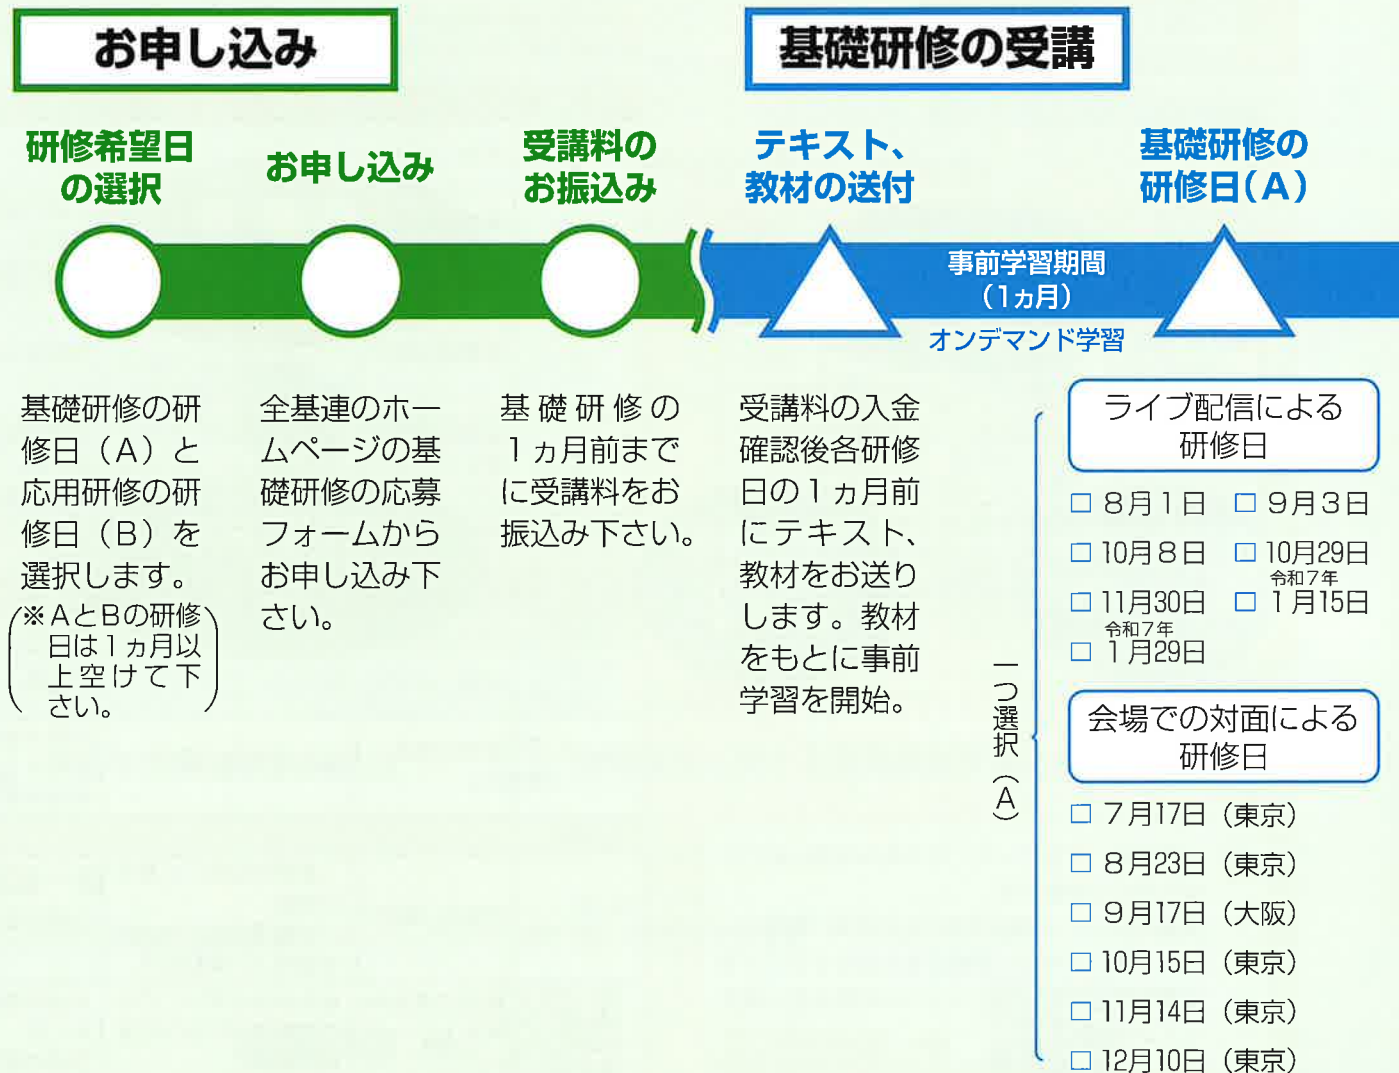 お申し込み
基礎研修の受講
研修希望日
の選択
お申し込み
受講料の
お振込み
テキスト、
教材の送付
基礎研修の
研修日(A)
事前学習期間
(1ヵ月)
オンデマンド学習
基礎研修の研
修日（A）と
応用研修の研
修日（B）を
選択します。
※AとBの研修
日は1ヵ月以
上空けて下
さい。
全基連のホー
ムページの基
礎研修の応募
フォームから
お申し込み下
さい。
基礎研修の
1ヵ月前まで
に受講料をお
振込み下さい。
受講料の入金
確認後各研修
日の1ヵ月前
にテキスト、
教材をお送り
します。教材
をもとに事前
学習を開始。
一つ選択（A）
ライブ配信による
研修日
□ 8月1日 □ 9月3日
□ 10月8日 □ 10月29日
令和7年
□ 11月30日 □ 1月15日
令和7年
□ 1月29日
会場での対面による
研修日
□ 7月17日（東京）
□ 8月23日（東京）
□ 9月17日（大阪）
□ 10月15日（東京）
□ 11月14日（東京）
□ 12月10日（東京）